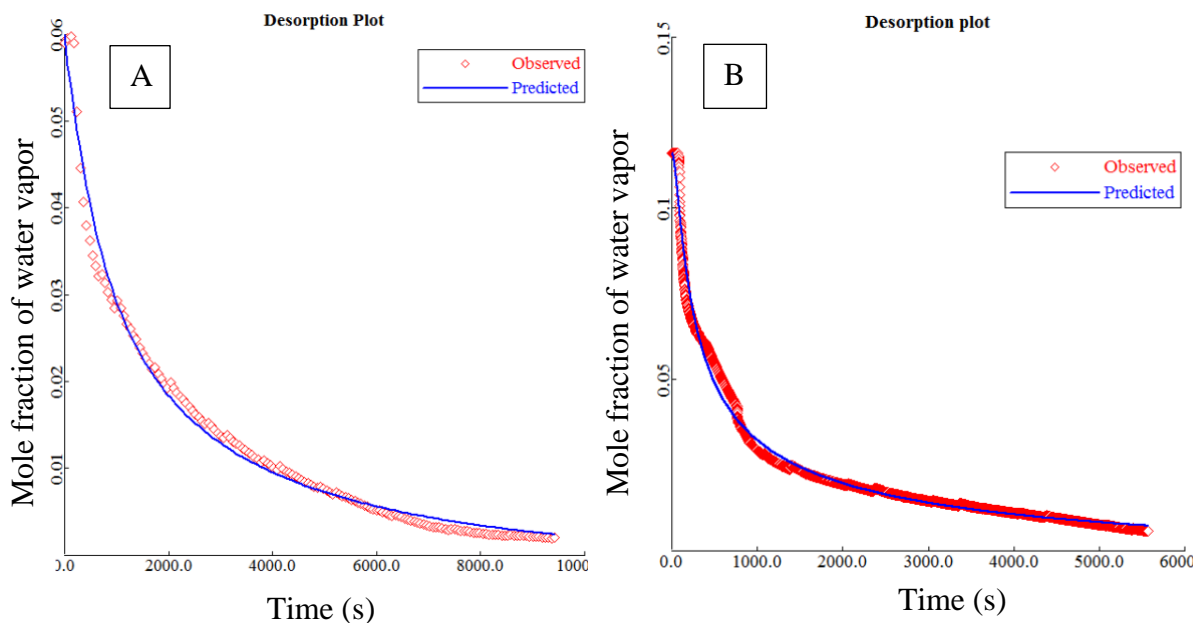 Desorption Plot
A
Observed
Predicted
Mole fraction of water vapor
0.06
0.05
0.04
0.03
0.02
0.01
0.0 2000.0 4000.0 6000.0 8000.0 1000
Time (s)
Desorption plot
B
Observed
Predicted
Mole fraction of water vapor
0.15
0.1
0.05
0.0 1000.0 2000.0 3000.0 4000.0 5000.0 6000
Time (s)